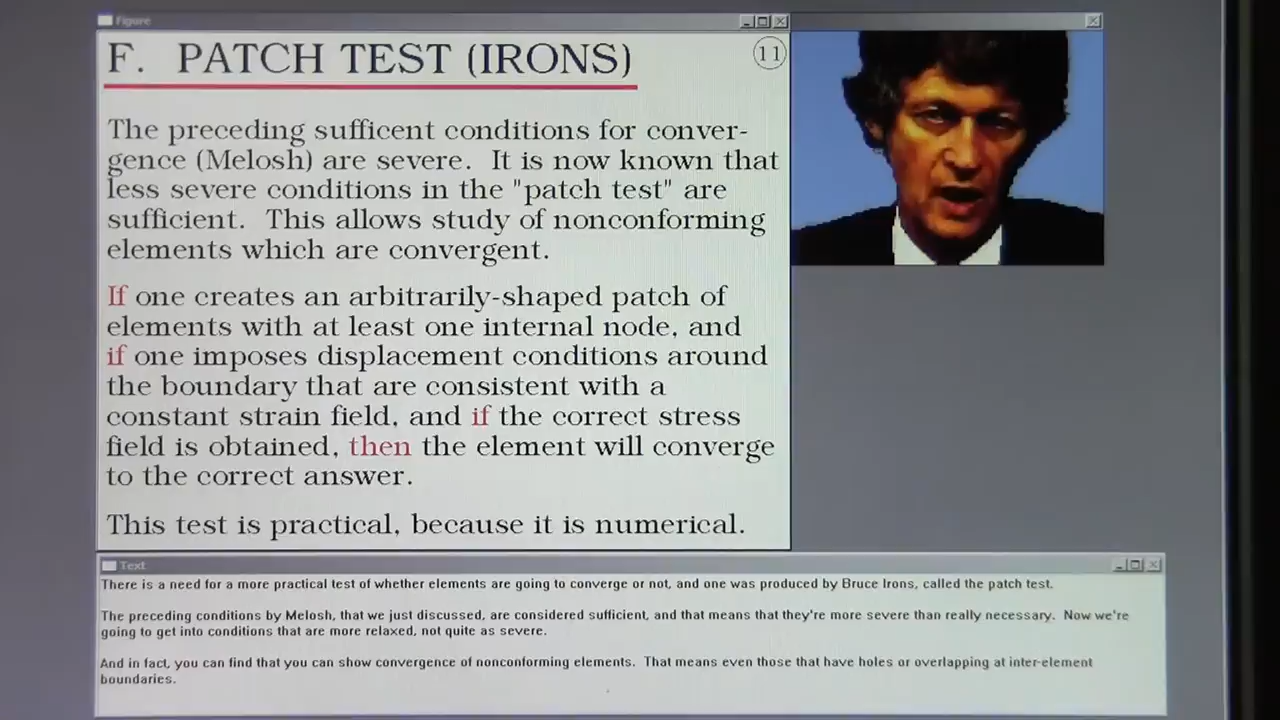 Figure
F. PATCH TEST (IRONS)
11
The preceding sufficent conditions for conver-
gence (Melosh) are severe. It is now known that
less severe conditions in the "patch test" are
sufficient. This allows study of nonconforming
elements which are convergent.
If one creates an arbitrarily-shaped patch of
elements with at least one internal node, and
if one imposes displacement conditions around
the boundary that are consistent with a
constant strain field, and if the correct stress
field is obtained, then the element will converge
to the correct answer.
This test is practical, because it is numerical.
Text
There is a need for a more practical test of whether elements are going to converge or not, and one was produced by Bruce Irons, called the patch test.
The preceding conditions by Melosh, that we just discussed, are considered sufficient, and that means that they're more severe than really necessary. Now we're
going to get into conditions that are more relaxed, not quite as severe.
And in fact, you can find that you can show convergence of nonconforming elements. That means even those that have holes or overlapping at inter-element
boundaries.